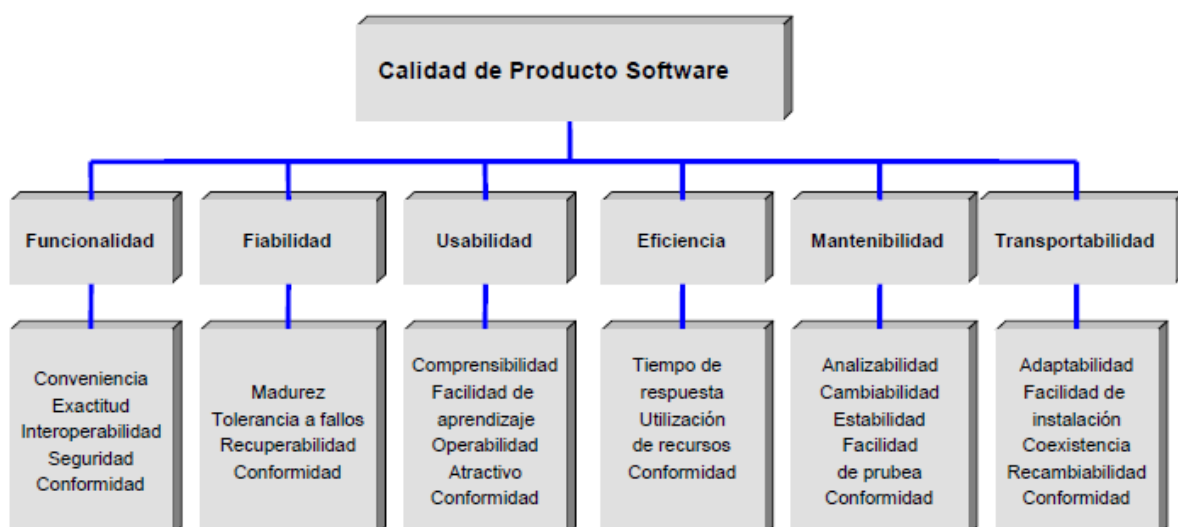 Calidad de Producto Software
Funcionalidad
Fiabilidad
Usabilidad
Eficiencia
Mantenibilidad
Transportabilidad
Conveniencia
Exactitud
Interoperabilidad
Seguridad
Conformidad
Madurez
Tolerancia a fallos
Recuperabilidad
Conformidad
Comprensibilidad
Facilidad de
aprendizaje
Operabilidad
Atractivo
Conformidad
Tiempo de
respuesta
Utilización
de recursos
Conformidad
Analizabilidad
Cambiabilidad
Estabilidad
Facilidad
de prubea
Conformidad
Adaptabilidad
Facilidad de
instalación
Coexistencia
Recambiabilidad
Conformidad